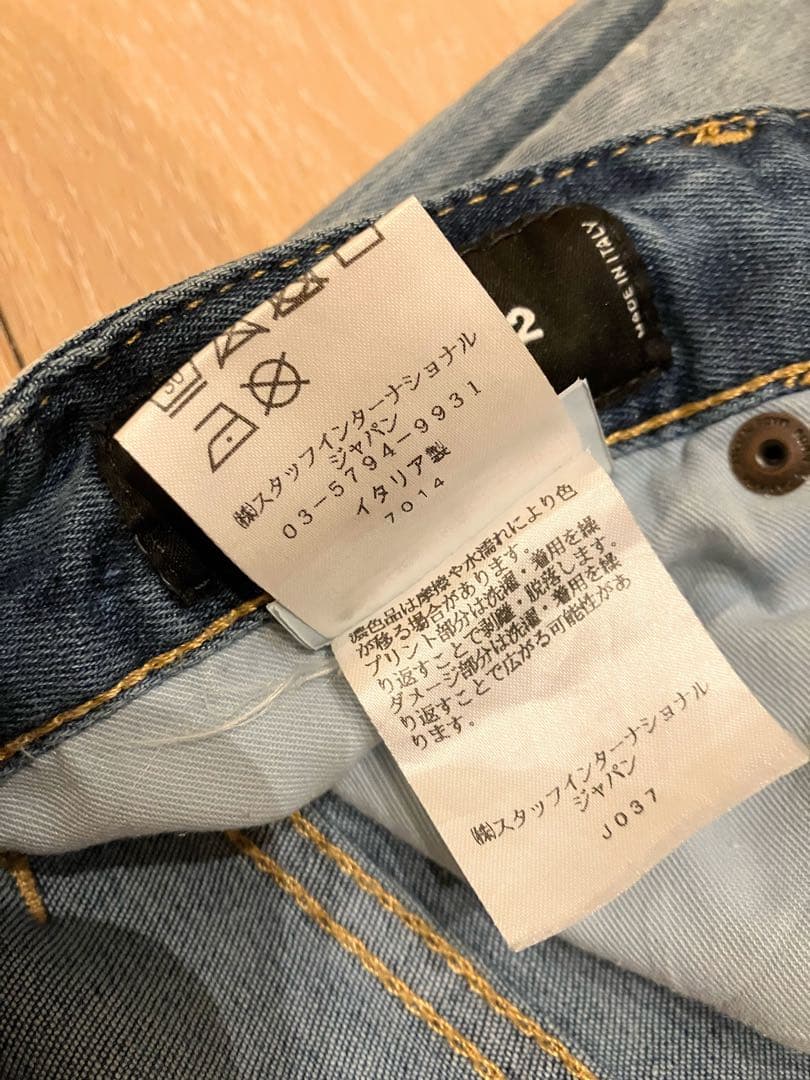 30
㈱スタッフインターナショナル
ジャパン
03-5794-9931
イタリア製
7014
濃色品は摩擦や水濡れにより色
が移る場合があります。
プリント部分は洗濯・着用を繰
り返すことで剥離・脱落します。
ダメージ部分は洗濯・着用を繰
り返すことで広がる可能性があ
ります。
㈱スタッフインターナショナル
ジャパン
J037
2
MADE IN ITALY